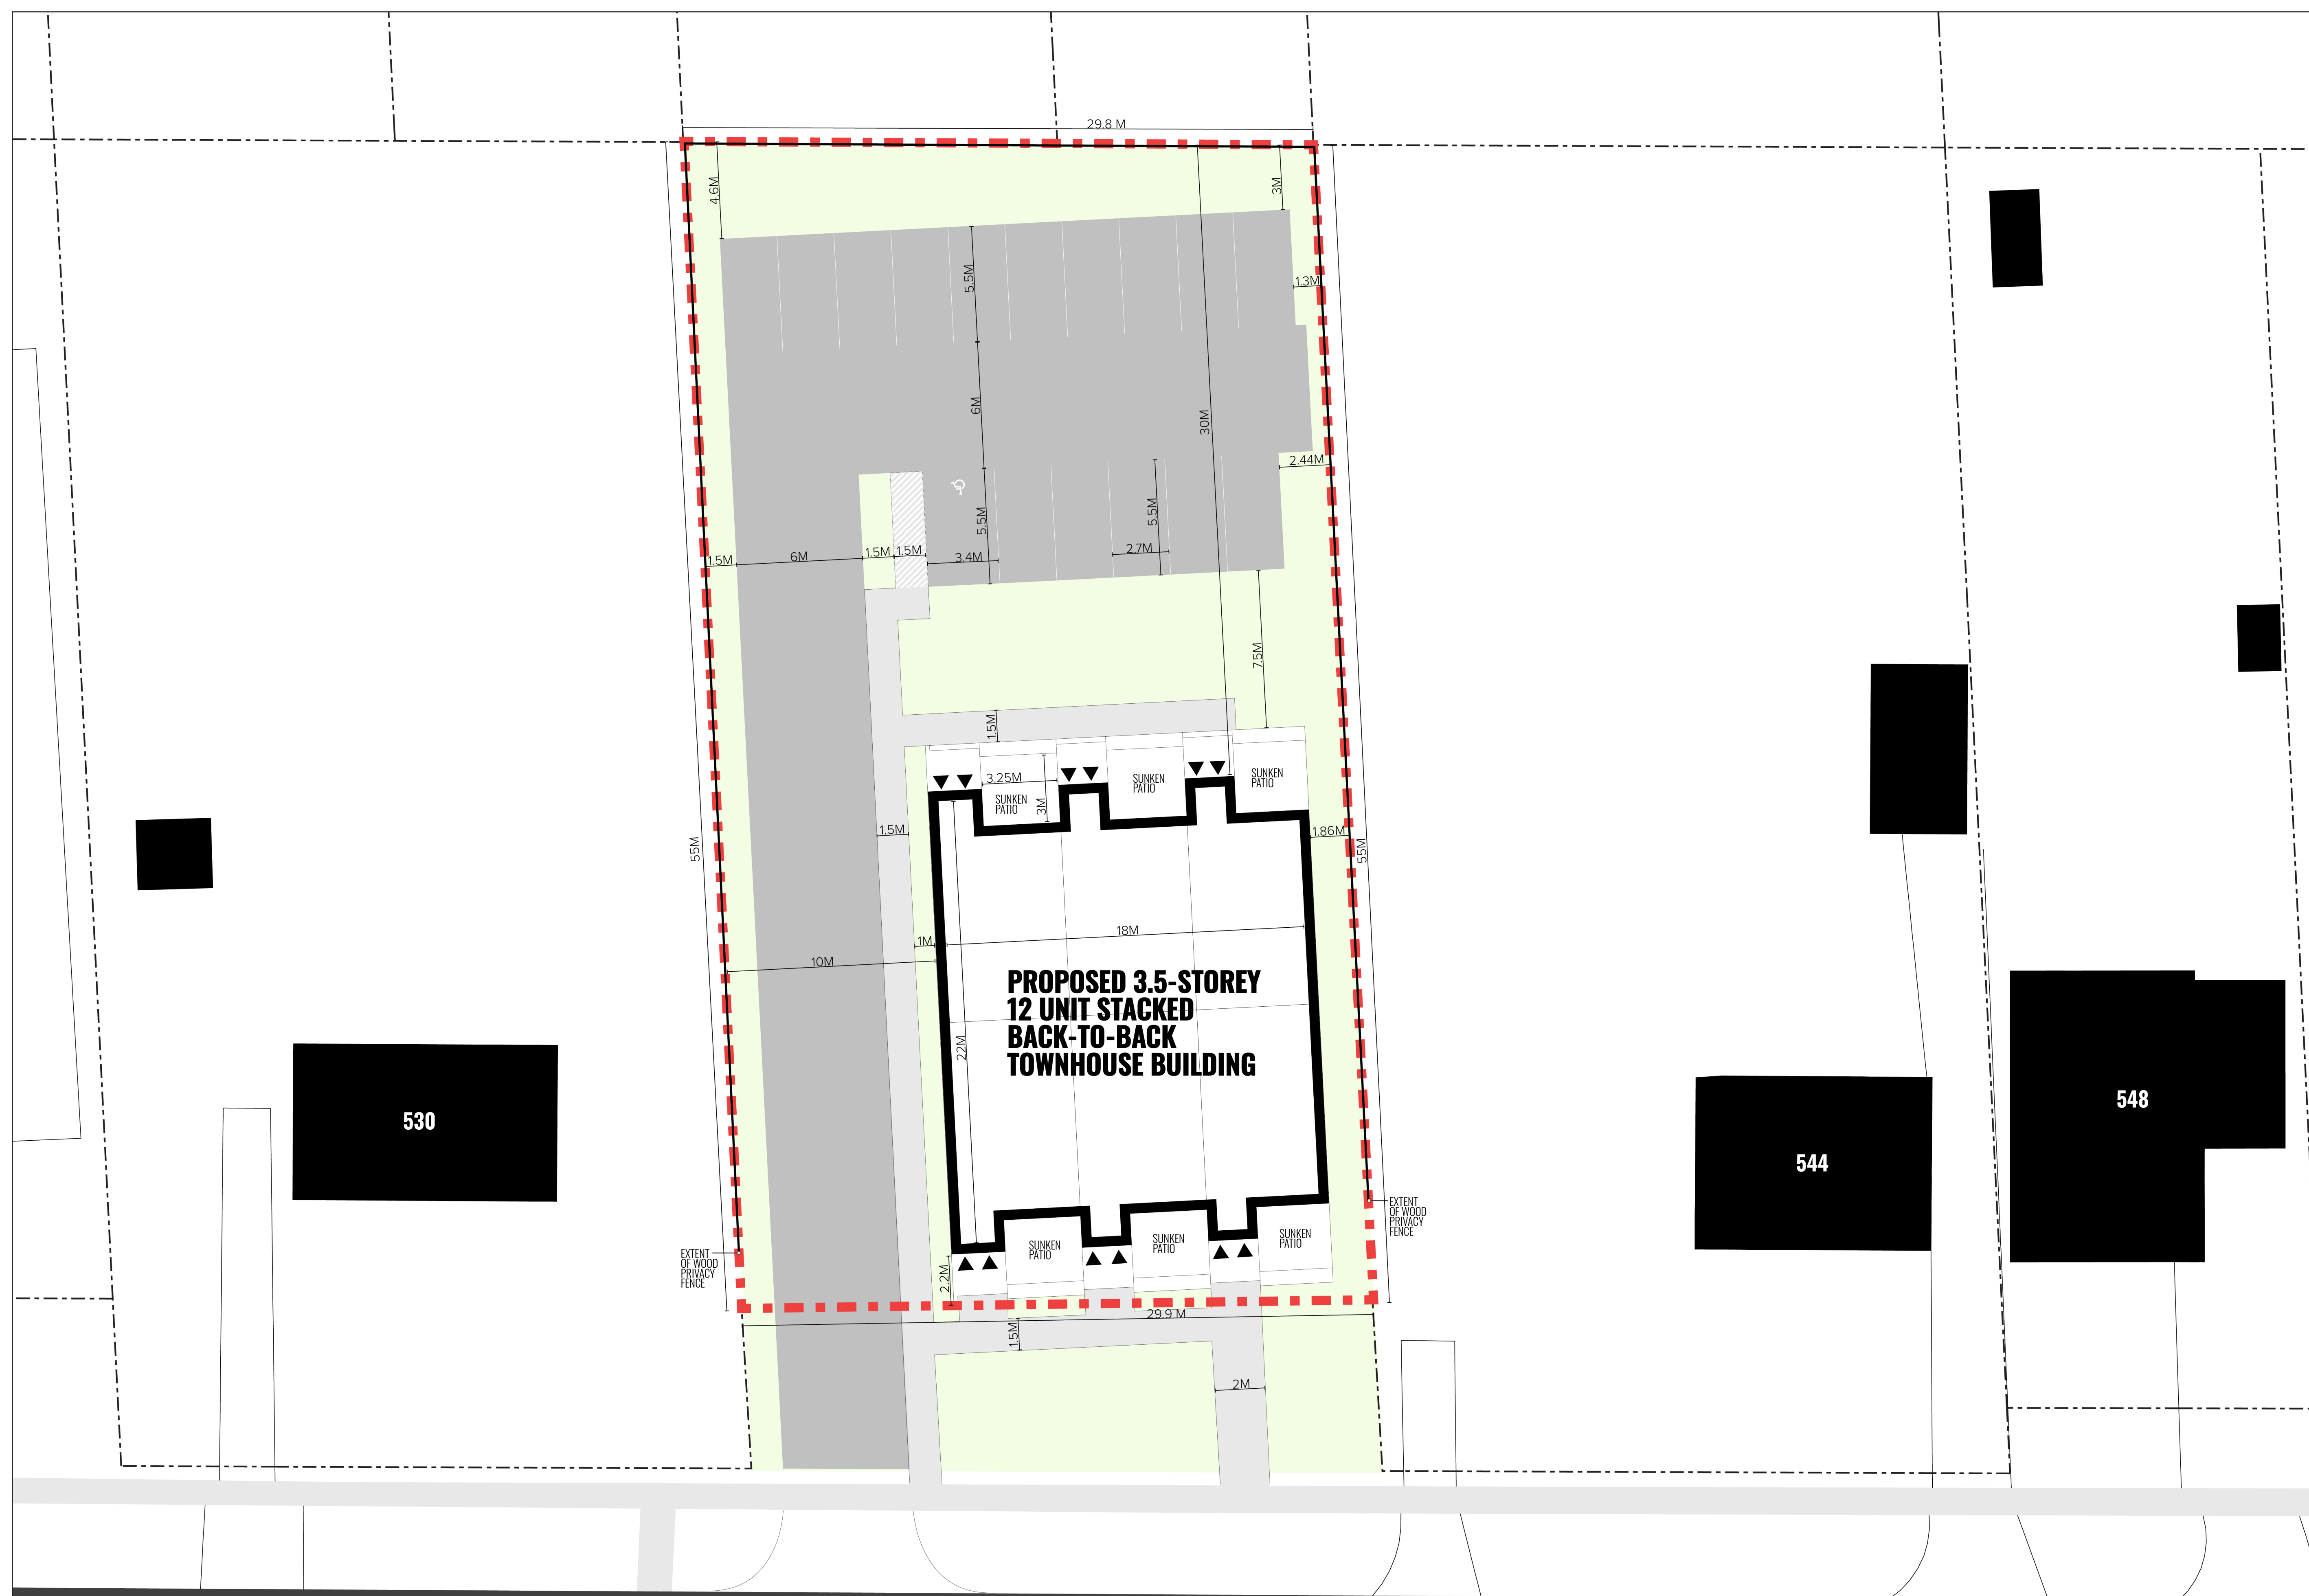 29.8 M
4.6M
3M
5.5M
1.3M
6M
30M
2.44M
5.5M
5.5M
1.5M
6M
1.5M
1.5M
3.4M
2.7M
7.5M
1.5M
3.25M
SUNKEN
PATIO
3M
SUNKEN
PATIO
SUNKEN
PATIO
1.5M
1.86M
55M
55M
18M
1M
10M
PROPOSED 3.5-STOREY
12 UNIT STACKED
BACK-TO-BACK
TOWNHOUSE BUILDING
22M
530
544
548
EXTENT
OF WOOD
PRIVACY
FENCE
EXTENT
OF WOOD
PRIVACY
FENCE
SUNKEN
PATIO
SUNKEN
PATIO
SUNKEN
PATIO
2.2M
29.9 M
1.5M
2M